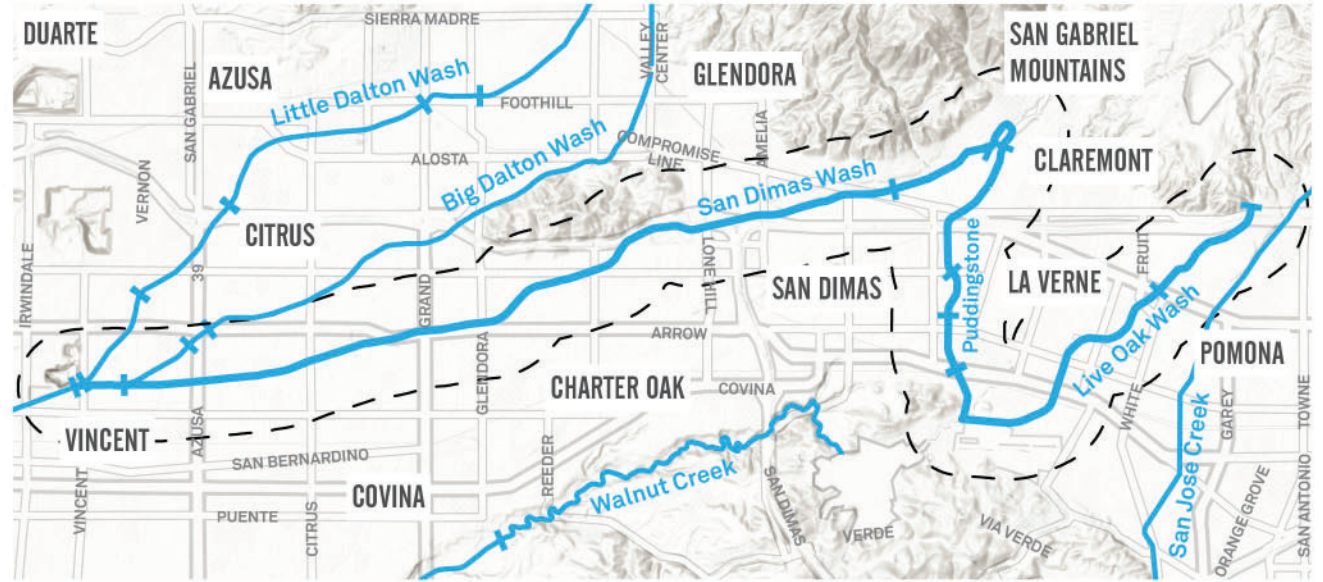 DUARTE
SIERRA MADRE
VALLEY
CENTER
SAN GABRIEL
MOUNTAINS
AZUSA
GLENDORA
Little Dalton Wash
FOOTHILL
SAN GABRIEL
Big Dalton Wash
COMPROMISE
LINE
AMELIA
ALOSTA
CLAREMONT
VERNON
San Dimas Wash
CITRUS
IRWINDALE
39
GRAND
LONE HILL
SAN DIMAS
LA VERNE
FRUIT
Puddingstone
Live Oak Wash
ARROW
GLENDORA
POMONA
CHARTER OAK
COVINA
WHITE
GAREY
TOWNE
VINCENT
AZUSA
SAN BERNARDINO
REEDER
Walnut Creek
SAN DIMAS
San Jose Creek
COVINA
VINCENT
PUENTE
CITRUS
VERDE
VIA VERDE
ORANGE GROVE
SAN ANTONIO